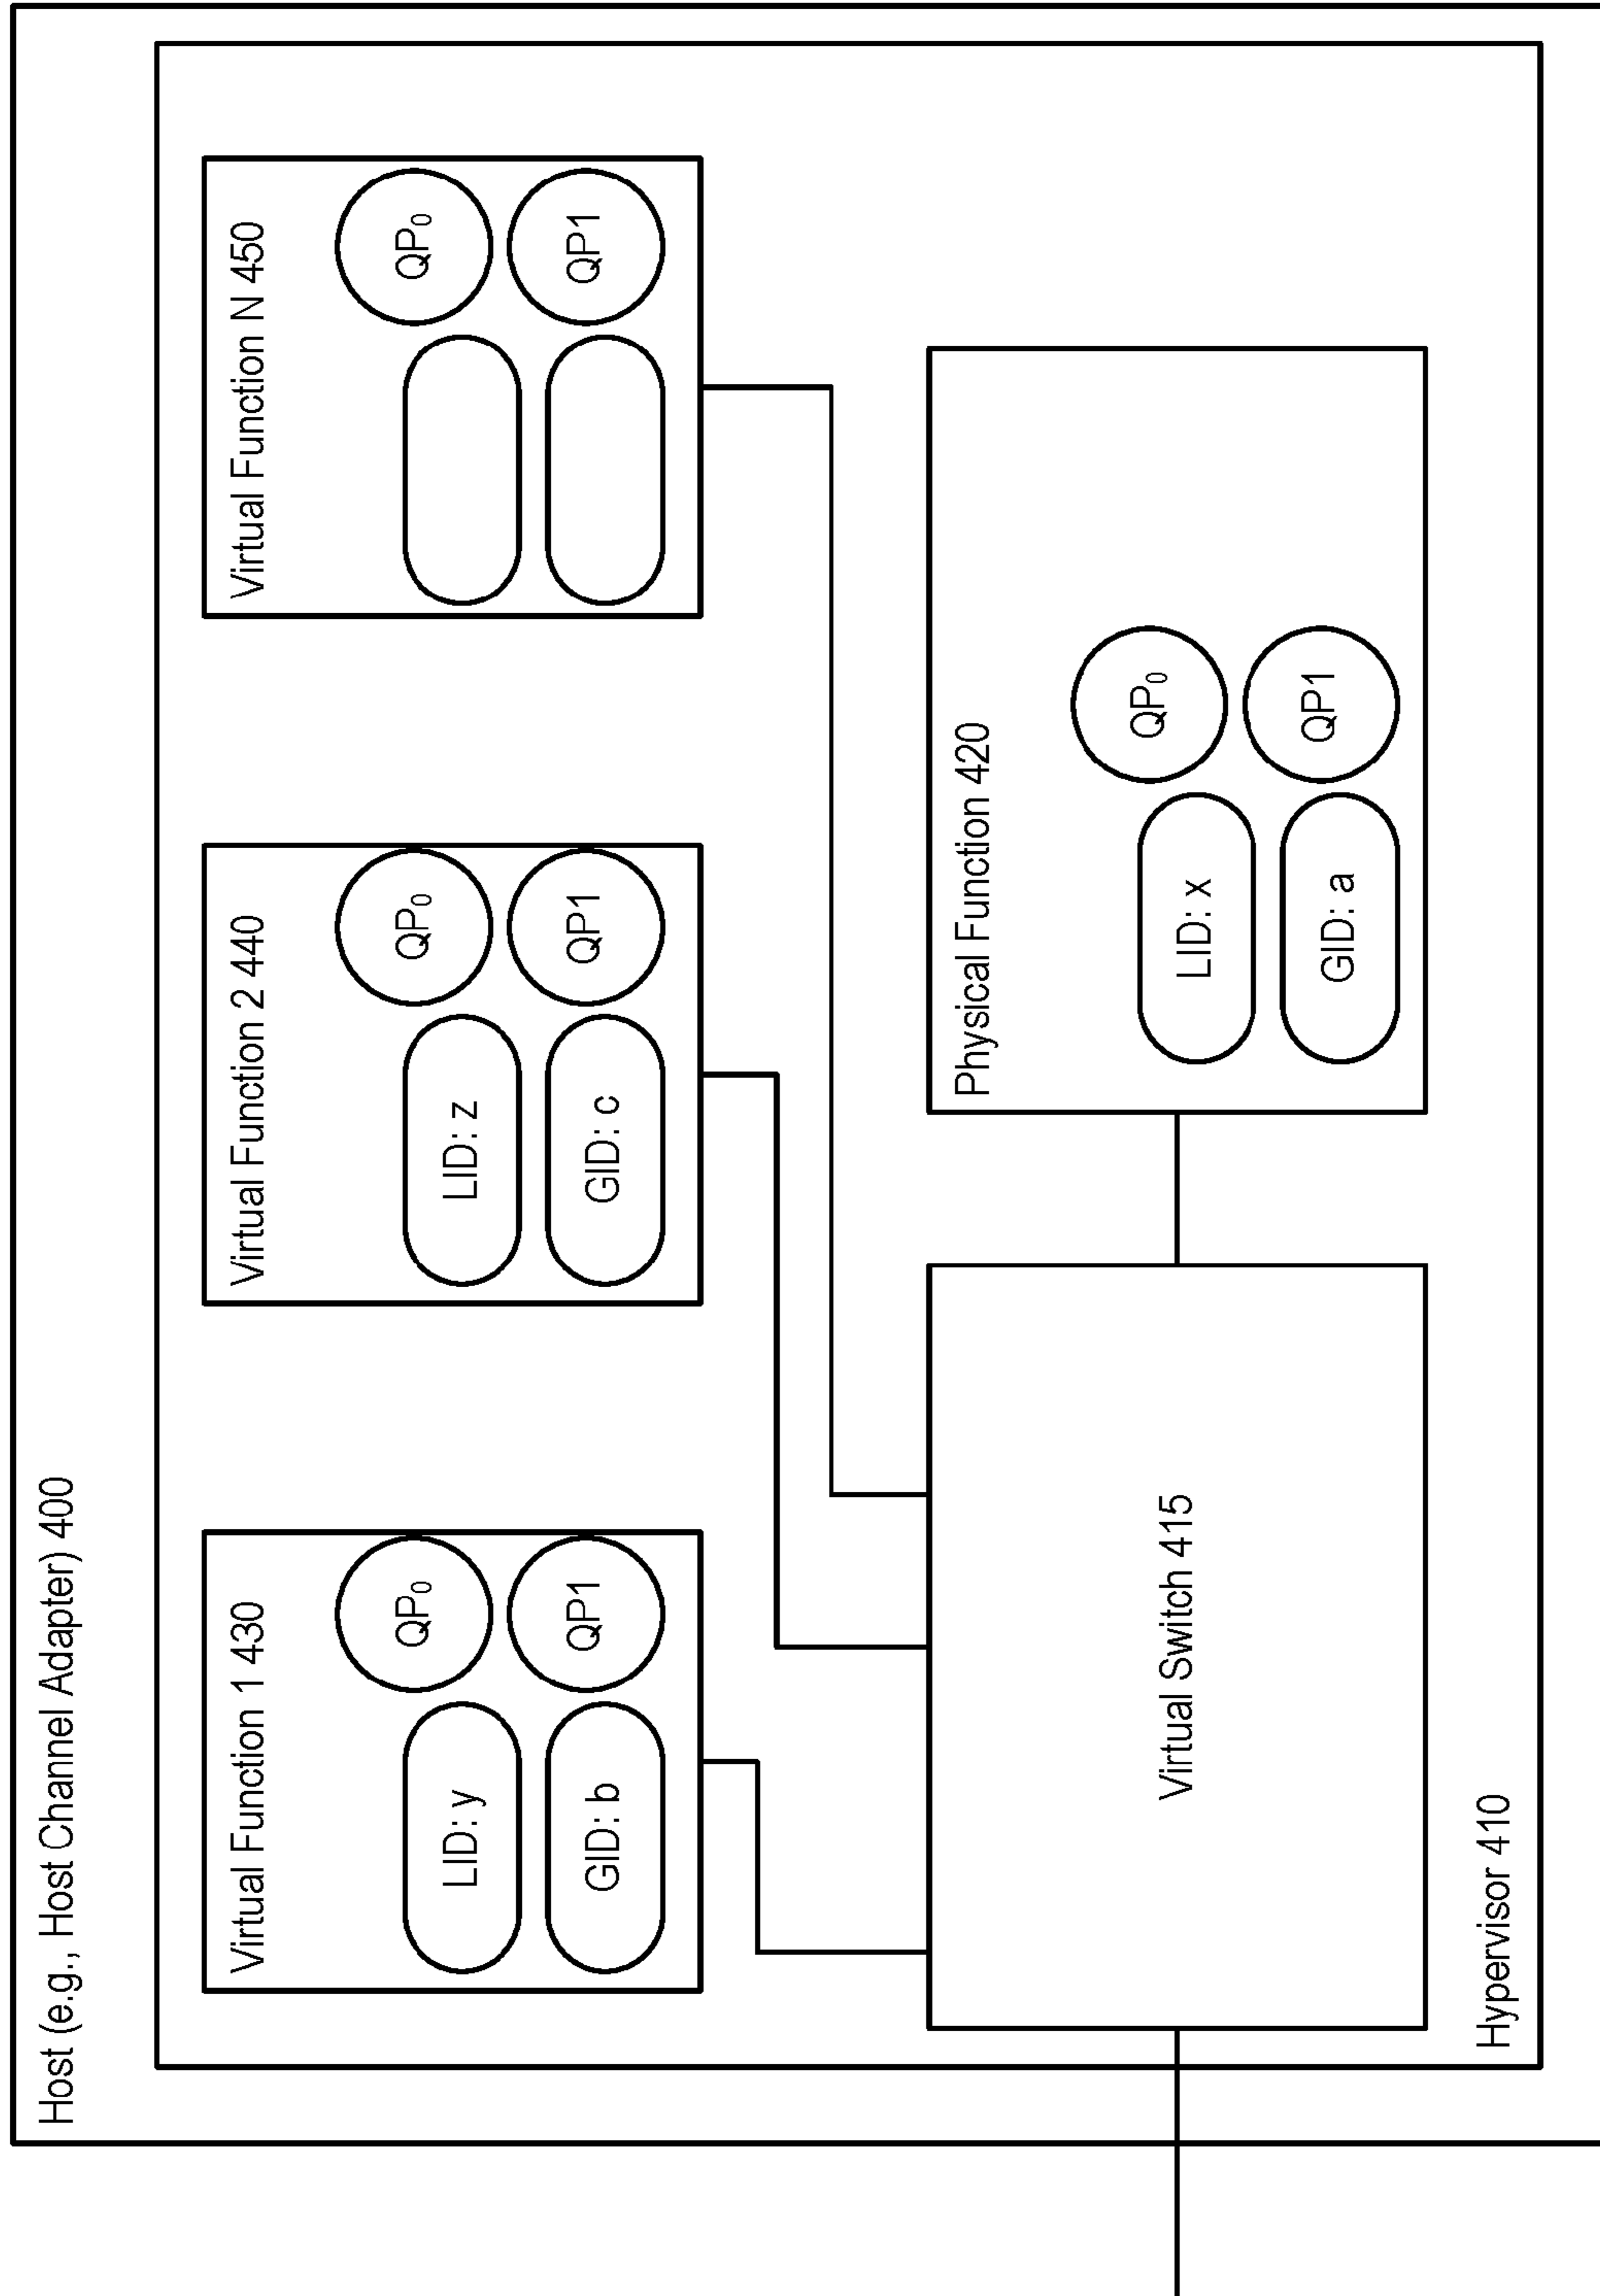 Host (e.g., Host Channel Adapter) 400
Virtual Function 1 430
QP0
LID: y
QP1
GID: b
Virtual Function 2 440
QP0
LID: z
QP1
GID: c
Virtual Function N 450
QP0
QP1
Virtual Switch 415
Physical Function 420
QP0
LID: x
QP1
GID: a
Hypervisor 410